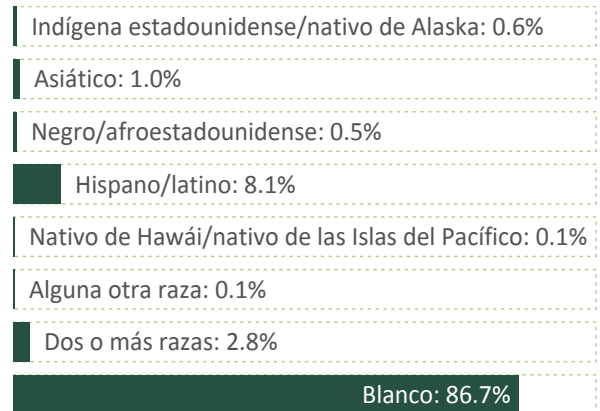 Indígena estadounidense/nativo de Alaska: 0.6%
Asiático: 1.0%
Negro/afroestadounidense: 0.5%
Hispano/latino: 8.1%
Nativo de Hawái/nativo de las Islas del Pacífico: 0.1%
Alguna otra raza: 0.1%
Dos o más razas: 2.8%
Blanco: 86.7%